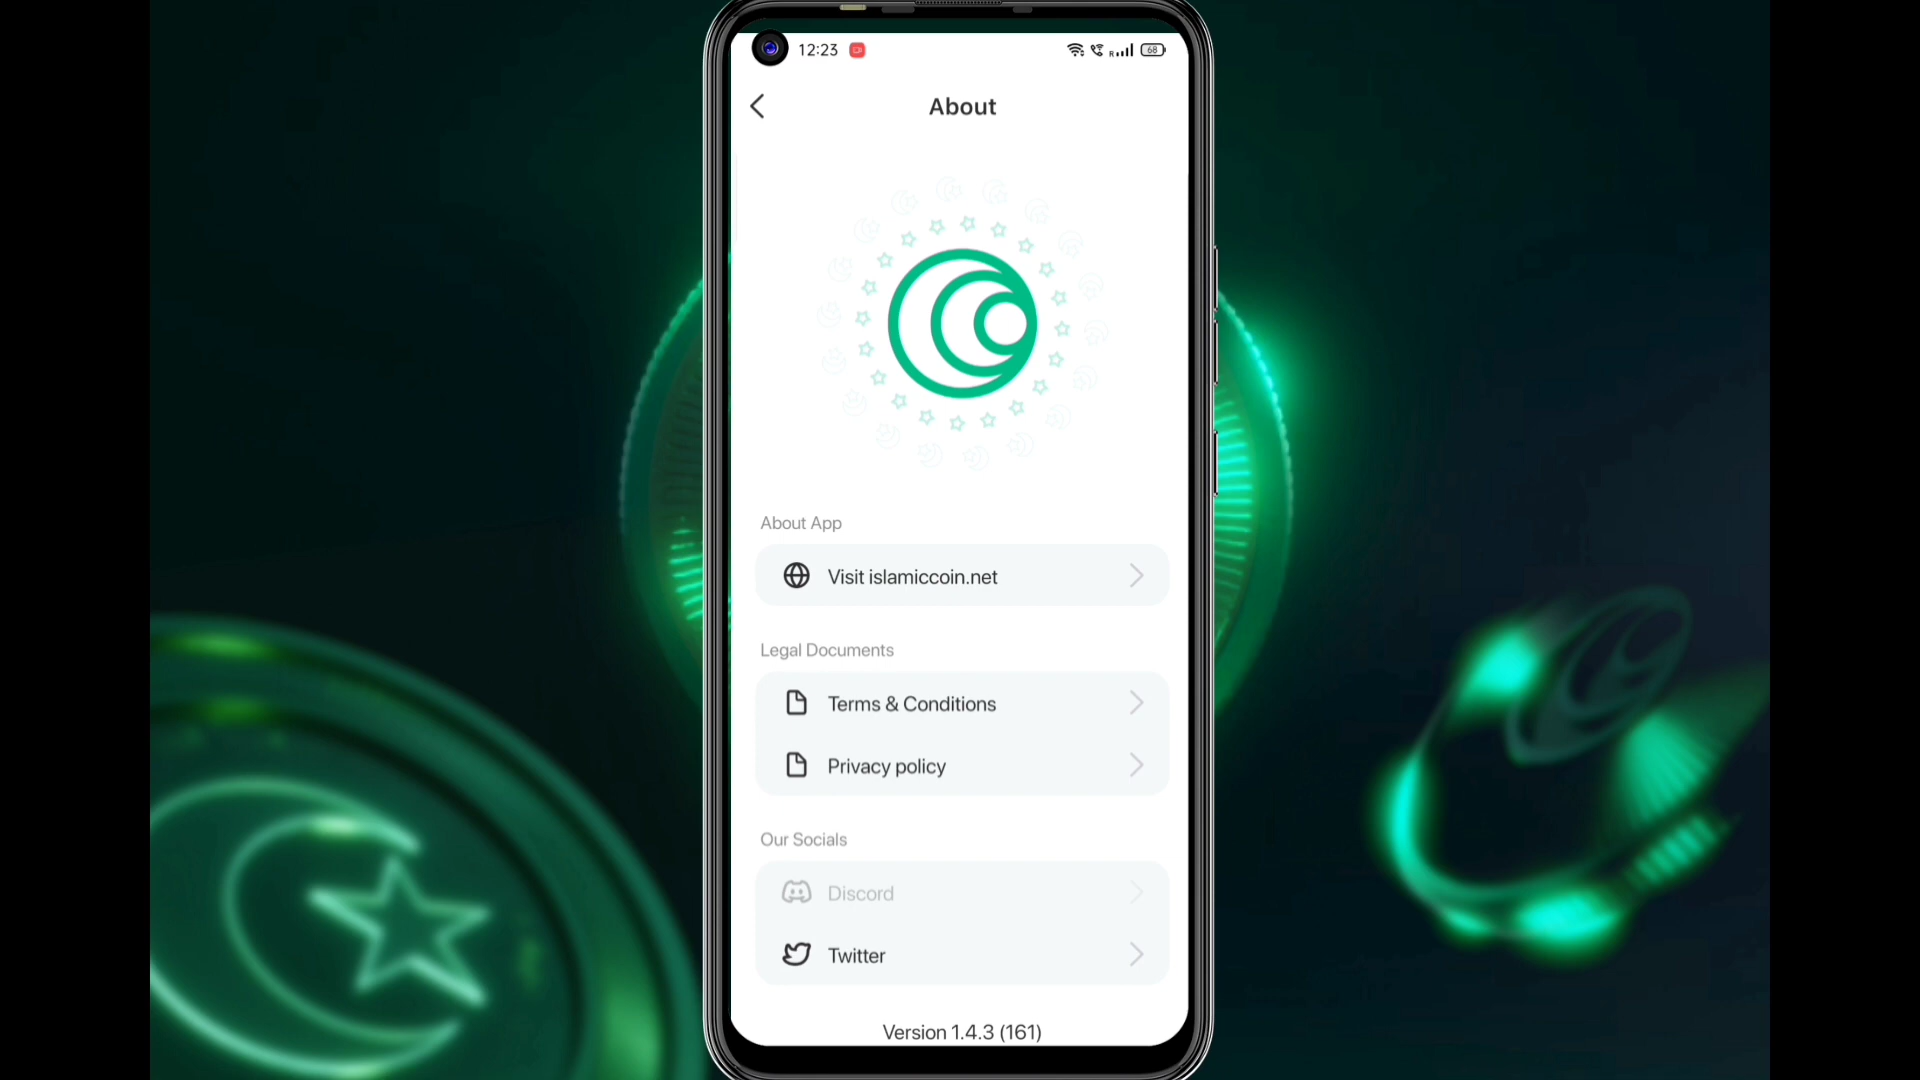 12:23
R
68
About
About App
Visit islamiccoin.net
Legal Documents
Terms & Conditions
Privacy policy
Our Socials
Discord
Twitter
Version 1.4.3 (161)